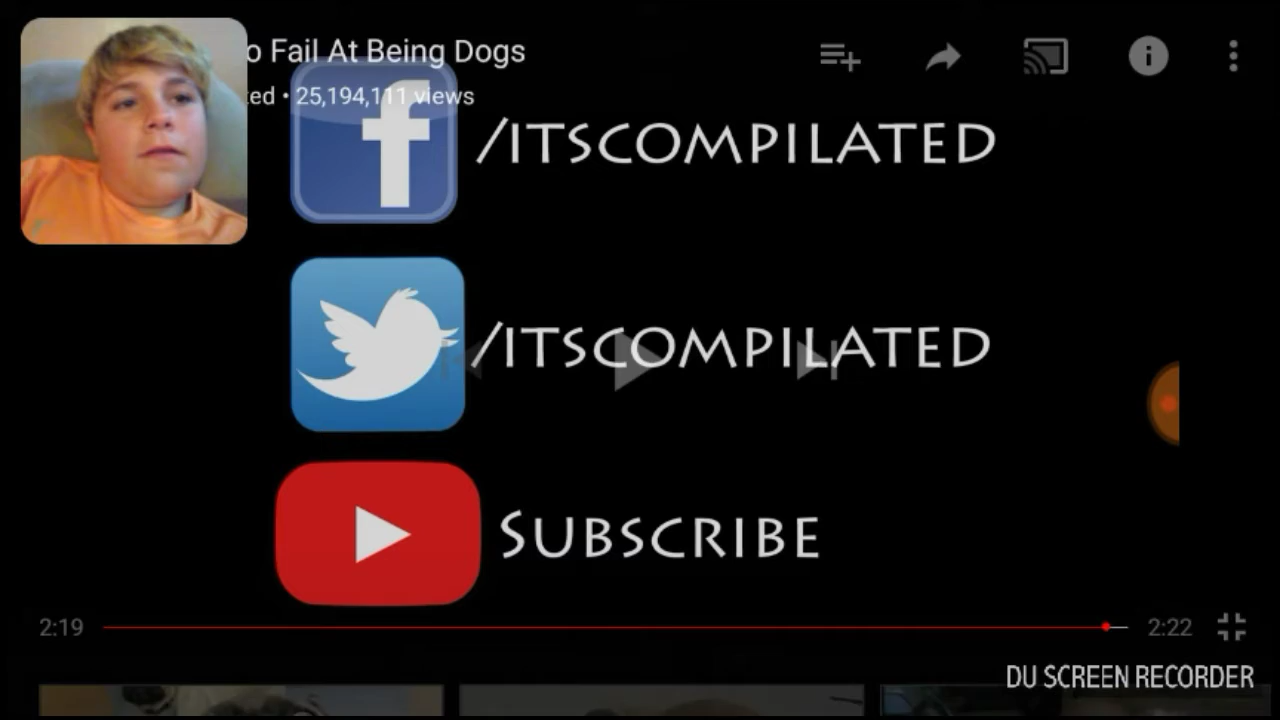 o Fail At Being Dogs
ed • 25,194,111 views
/ITSCOMPILATED
/ITSCOMPILATED
SUBSCRIBE
2:19
2:22
DU SCREEN RECORDER